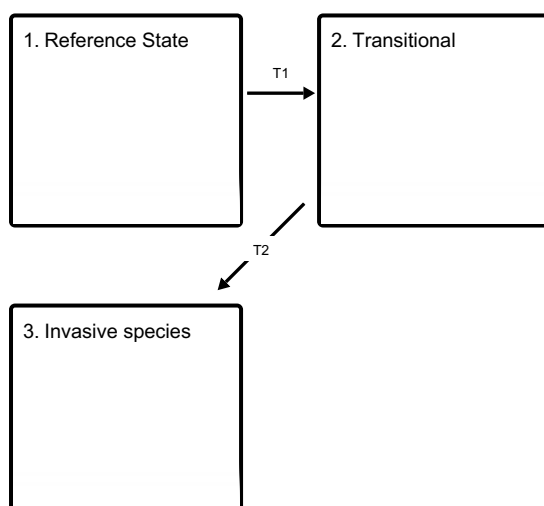 1. Reference State
2. Transitional
T1
T2
3. Invasive species